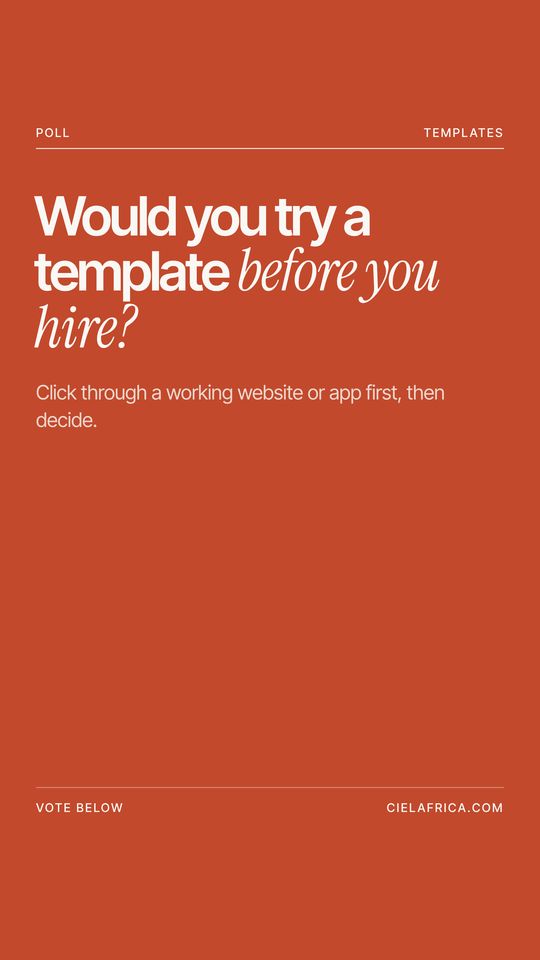 POLL
TEMPLATES
Would you try a
template before you
hire?
Click through a working website or app first, then
decide.
VOTE BELOW
CIELAFRICA.COM